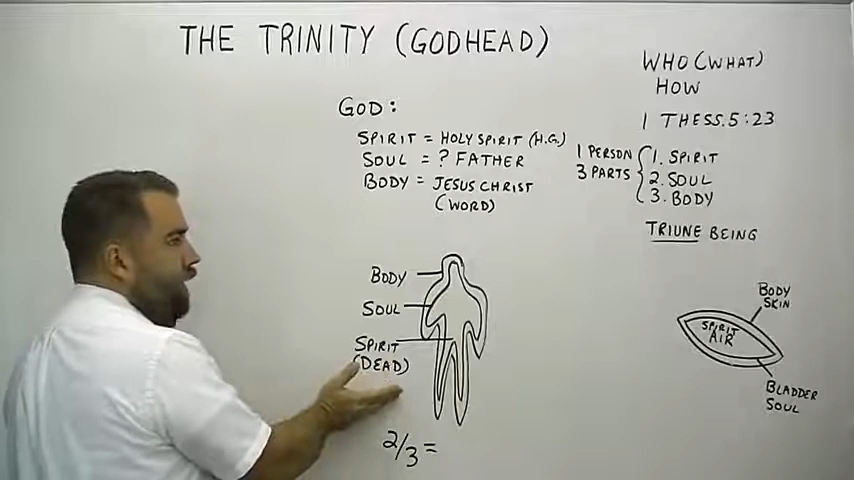 THE TRINITY (GODHEAD)
GOD:
SPIRIT = HOLY SPIRIT (H.G.)
SOUL = ? FATHER
BODY = JESUS CHRIST
(WORD)
WHO (WHAT)
HOW
1 THESS. 5:23
1 PERSON
3 PARTS
1. SPIRIT
2. SOUL
3. BODY
TRIUNE BEING
BODY
SOUL
SPIRIT
(DEAD)
2/3 =
BODY
SKIN
SPIRIT
AIR
BLADDER
SOUL